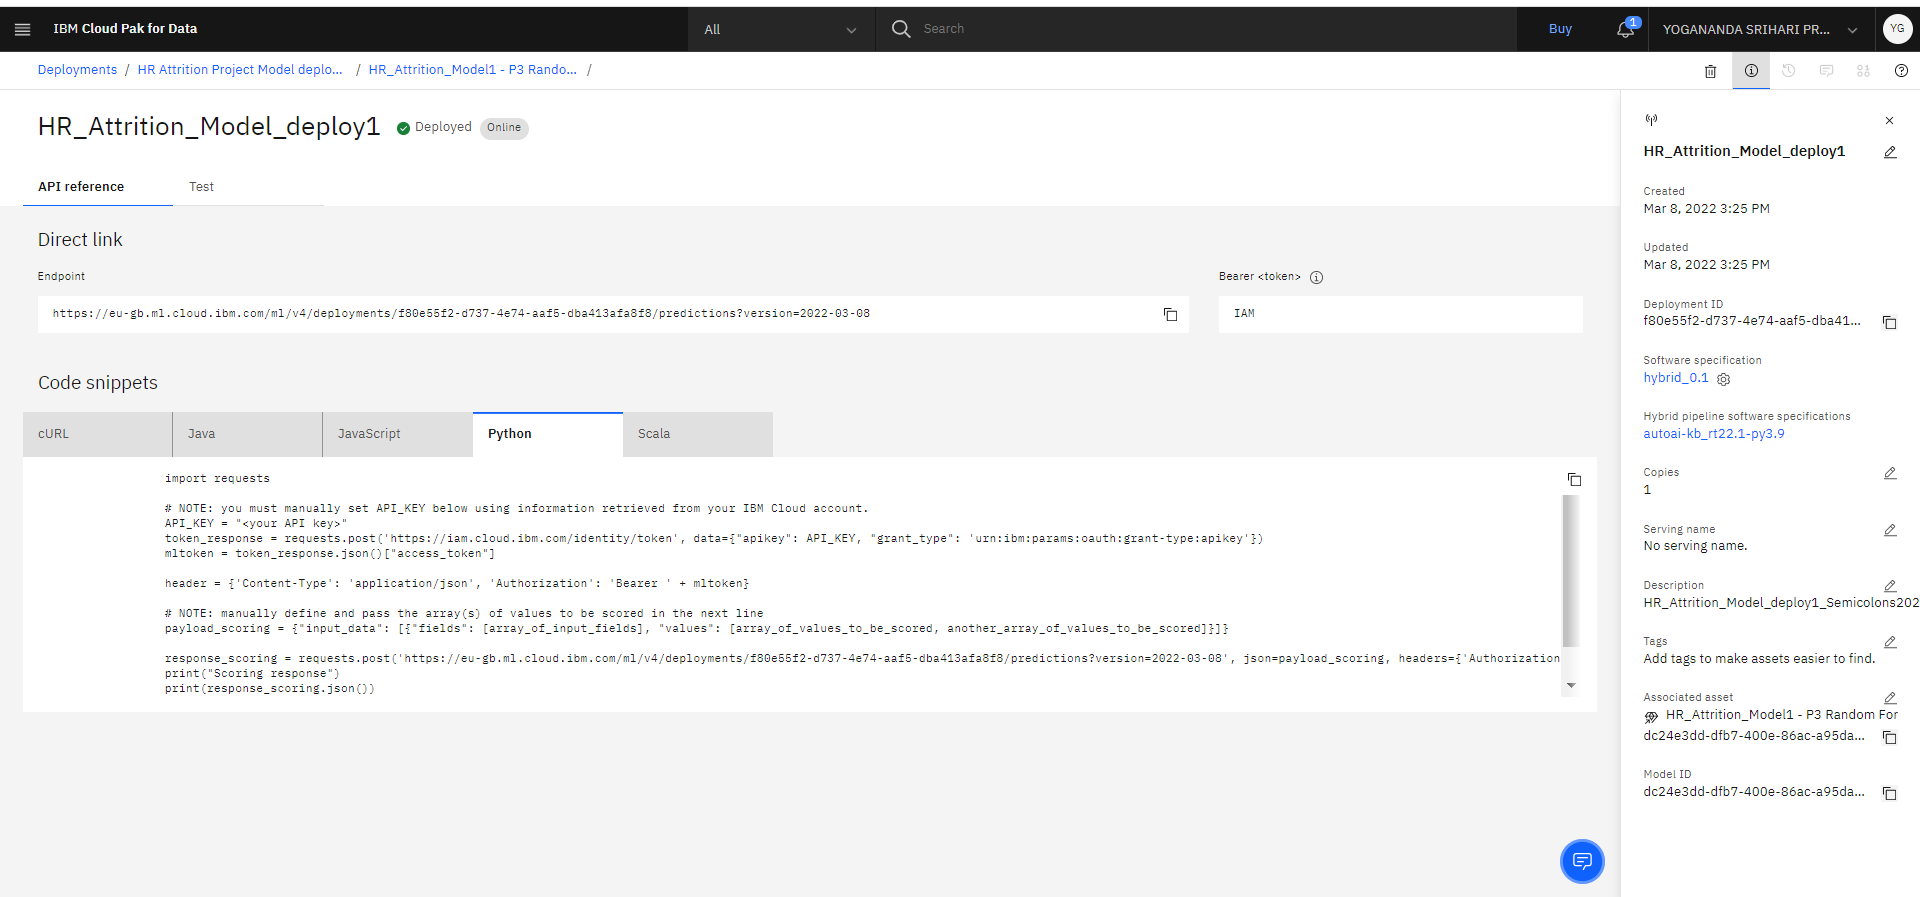 IBM Cloud Pak for Data
All
Search
Buy
1
YOGANANDA SRIHARI PR...
YG
Deployments / HR Attrition Project Model deplo... / HR_Attrition_Model1 - P3 Rando... /
HR_Attrition_Model_deploy1
Deployed
Online
API reference
Test
Direct link
Endpoint
https://eu-gb.ml.cloud.ibm.com/ml/v4/deployments/f80e55f2-d737-4e74-aaf5-dba413afa8f8/predictions?version=2022-03-08
Bearer <token>
IAM
Code snippets
cURL
Java
JavaScript
Python
Scala
import requests
# NOTE: you must manually set API_KEY below using information retrieved from your IBM Cloud account.
API_KEY = "<your API key>"
token_response = requests.post('https://iam.cloud.ibm.com/identity/token', data={"apikey": API_KEY, "grant_type": 'urn:ibm:params:oauth:grant-type:apikey'})
mltoken = token_response.json()["access_token"]
header = {'Content-Type': 'application/json', 'Authorization': 'Bearer ' + mltoken}
# NOTE: manually define and pass the array(s) of values to be scored in the next line
payload_scoring = {"input_data": [{"fields": [array_of_input_fields], "values": [array_of_values_to_be_scored, another_array_of_values_to_be_scored]}]}
response_scoring = requests.post('https://eu-gb.ml.cloud.ibm.com/ml/v4/deployments/f80e55f2-d737-4e74-aaf5-dba413afa8f8/predictions?version=2022-03-08', json=payload_scoring, headers={'Authorization
print("Scoring response")
print(response_scoring.json())
HR_Attrition_Model_deploy1
Created
Mar 8, 2022 3:25 PM
Updated
Mar 8, 2022 3:25 PM
Deployment ID
f80e55f2-d737-4e74-aaf5-dba41...
Software specification
hybrid_0.1
Hybrid pipeline software specifications
autoai-kb_rt22.1-py3.9
Copies
1
Serving name
No serving name.
Description
HR_Attrition_Model_deploy1_Semicolons202
Tags
Add tags to make assets easier to find.
Associated asset
HR_Attrition_Model1 - P3 Random For
dc24e3dd-dfb7-400e-86ac-a95da...
Model ID
dc24e3dd-dfb7-400e-86ac-a95da...